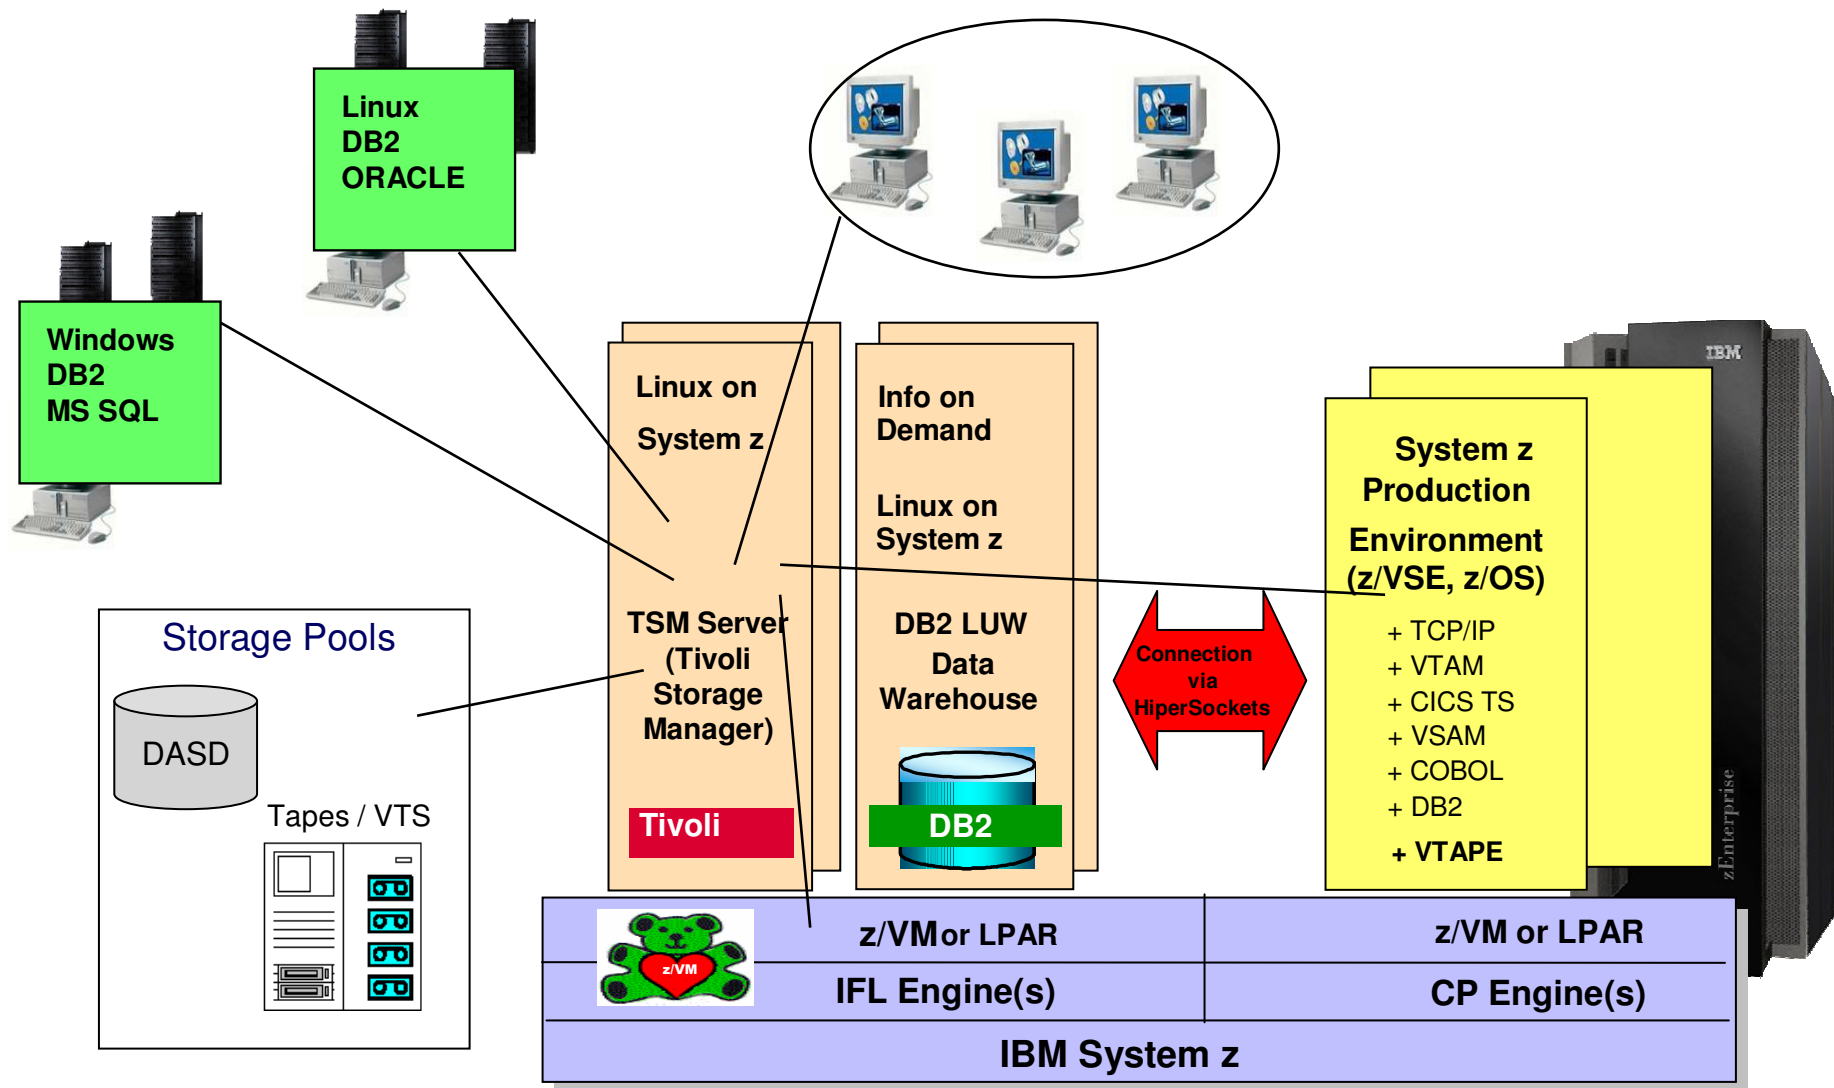 Linux
DB2
ORACLE
Windows
DB2
MS SQL
Linux on
System z
TSM Server
(Tivoli
Storage
Manager)
Tivoli
Info on
Demand
Linux on
System z
DB2 LUW
Data
Warehouse
DB2
Connection
via
HiperSockets
IBM
System z
Production
Environment
(z/VSE, z/OS)
+ TCP/IP
+ VTAM
+ CICS TS
+ VSAM
+ COBOL
+ DB2
+ VTAPE
zEnterprise
Storage Pools
DASD
Tapes / VTS
z/VM
z/VM or LPAR
z/VM or LPAR
IFL Engine(s)
CP Engine(s)
IBM System z